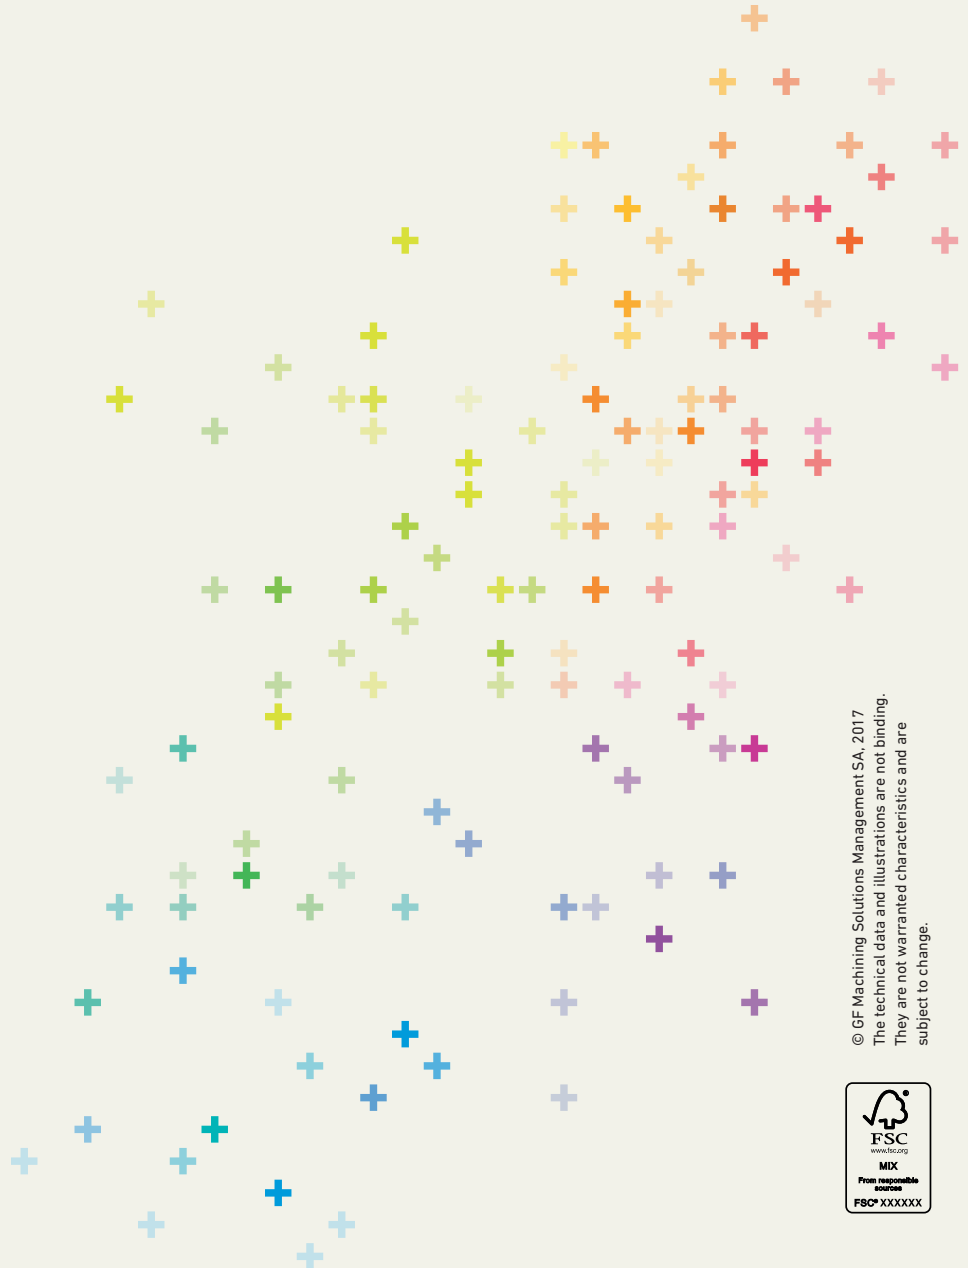 © GF Machining Solutions Management SA, 2017
The technical data and illustrations are not binding.
They are not warranted characteristics and are
subject to change.
FSC
www.fsc.org
MIX
From responsible
sources
FSC® XXXXXX